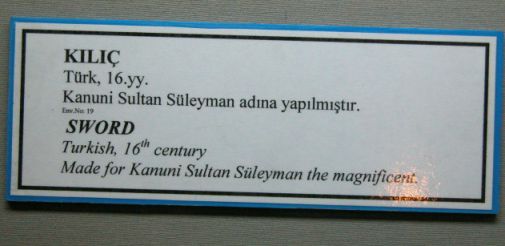 KILIÇ
Türk, 16.yy.
Kanuni Sultan Süleyman adına yapılmıştır.
Env.No: 19
SWORD
Turkish, 16th century
Made for Kanuni Sultan Süleyman the magnificent.